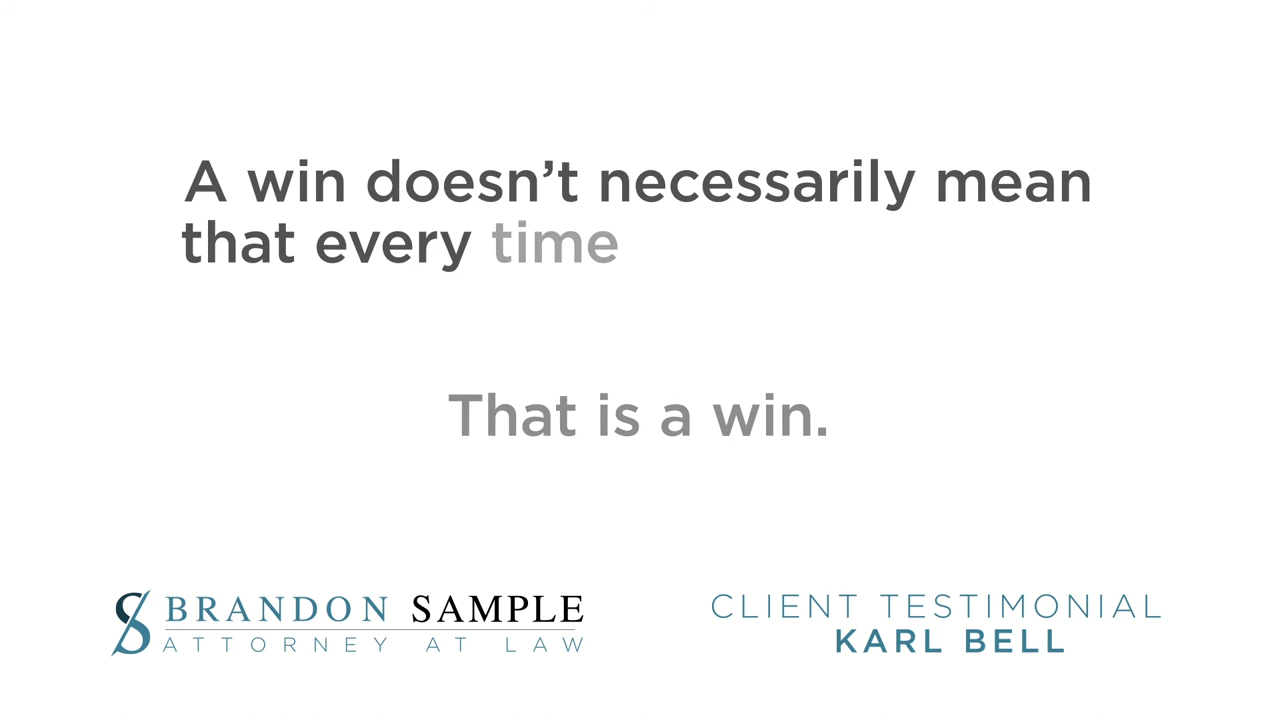 A win doesn’t necessarily mean
that every time
That is a win.
BRANDON SAMPLE
ATTORNEY AT LAW
CLIENT TESTIMONIAL
KARL BELL